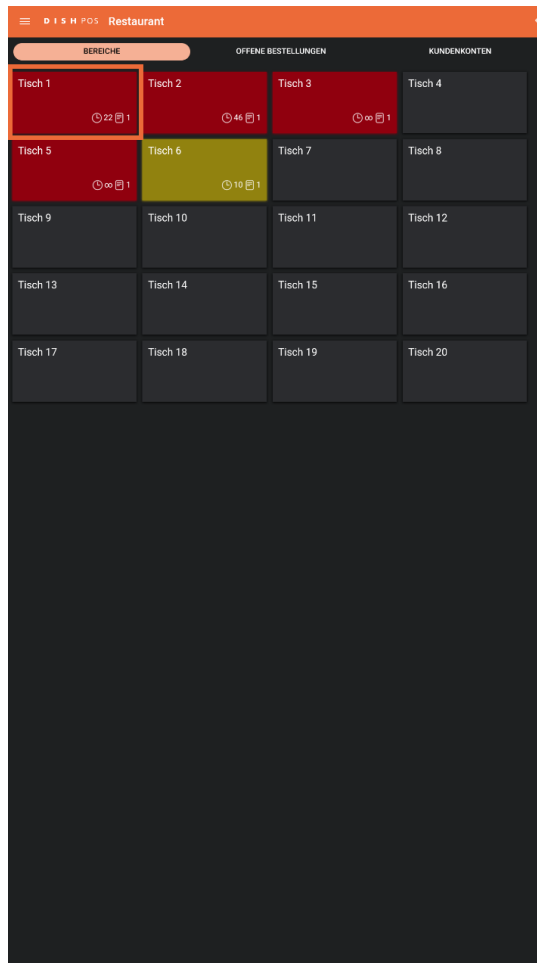 DISH POS Restaurant
BEREICHE OFFENE BESTELLUNGEN KUNDENKONTEN
Tisch 1 Tisch 2 Tisch 3 Tisch 4
22 1 46 1 ∞ 1
Tisch 5 Tisch 6 Tisch 7 Tisch 8
∞ 1 10 1
Tisch 9 Tisch 10 Tisch 11 Tisch 12
Tisch 13 Tisch 14 Tisch 15 Tisch 16
Tisch 17 Tisch 18 Tisch 19 Tisch 20